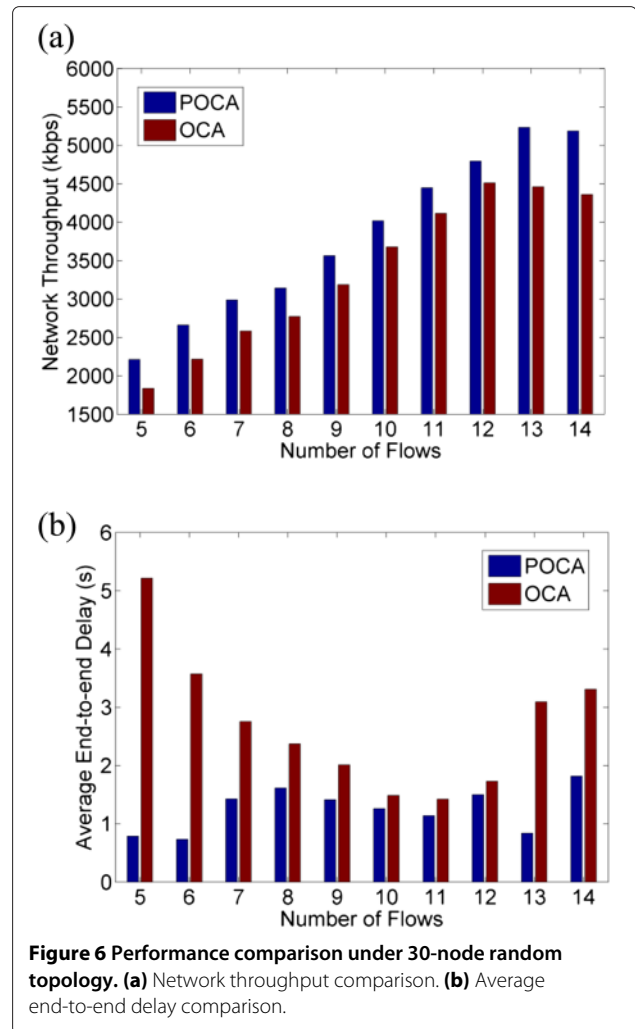 (a)
6000
5500
5000
4500
4000
3500
3000
2500
2000
1500
Network Throughput (kbps)
POCA
OCA
5 6 7 8 9 10 11 12 13 14
Number of Flows
(b)
6
5
4
3
2
1
0
Average End-to-end Delay (s)
POCA
OCA
5 6 7 8 9 10 11 12 13 14
Number of Flows
Figure 6 Performance comparison under 30-node random
topology. (a) Network throughput comparison. (b) Average
end-to-end delay comparison.